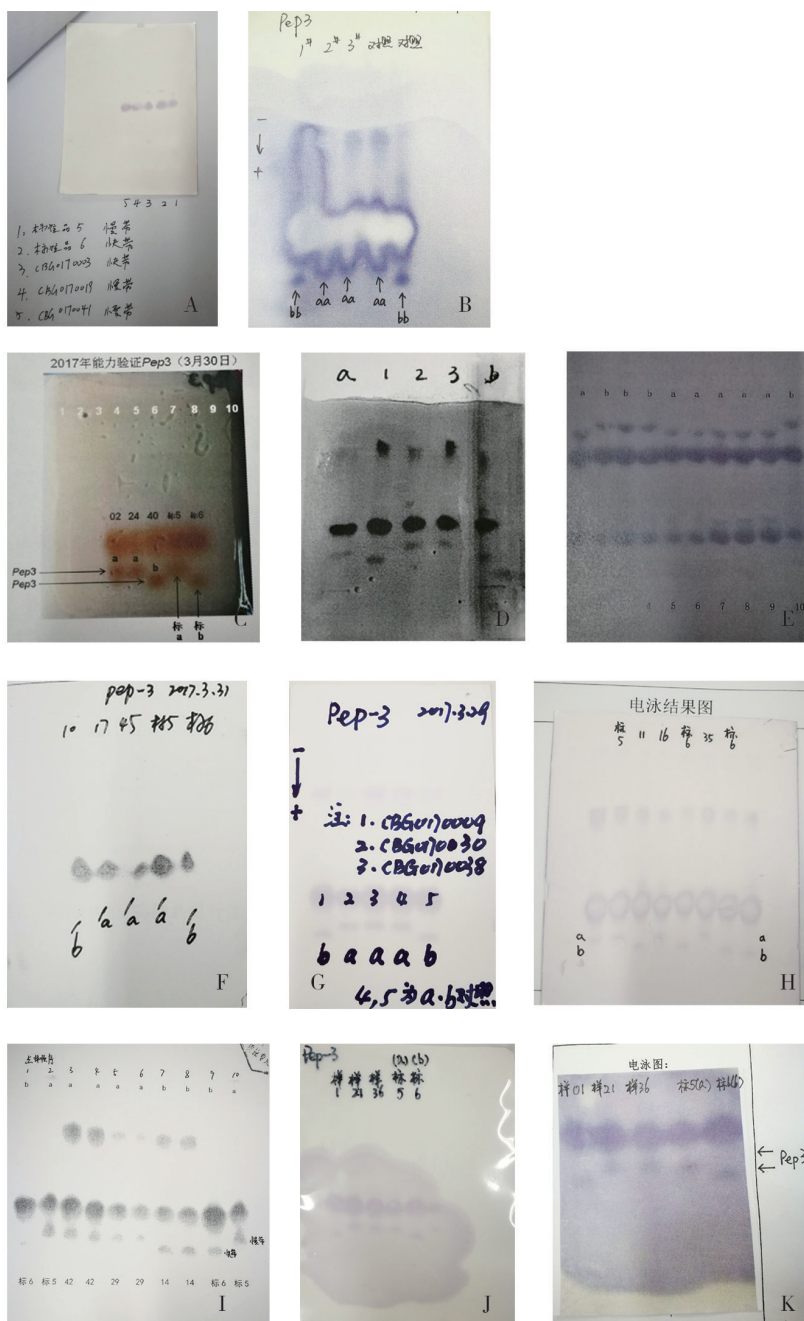 5 4 3 2 1
1. 标准品 5 慢带
2. 标准品 6 快带
3. CBG0170003 快带
4. CBG0170019 慢带
5. CBG0170041 慢带
A
Pep3
1# 2# 3# 对照 对照
-
+
bb aa aa aa bb
B
2017年能力验证Pep3（3月30日）
1 2 3 4 5 6 7 8 9 10
02 24 40 标5 标6
a a b
Pep3
Pep3
标 标
a b
C
a 1 2 3 b
D
a b b b a a a a a b
4 5 6 7 8 9 10
E
pep-3 2017.3.31
10 17 45 标5 标6
b a a a b
F
Pep-3 2017.3.29
-
+
注: 1. CBG0170009
2. CBG0170030
3. CBG0170038
1 2 3 4 5
b a a a b
4,5为a.b对照
G
电泳结果图
标5 11 16 标6 35 标6
a a
b b
H
1 2 3 4 5 6 7 8 9 10
b a a a a a b b b a
慢带
快带
标6 标5 42 42 29 29 14 14 标6 标5
I
Pep-3
(a) (b)
样 样 样 标 标
1 21 36 5 6
J
电泳图:
样01 样21 样36 标5(a) 标6(b)
Pep3
K